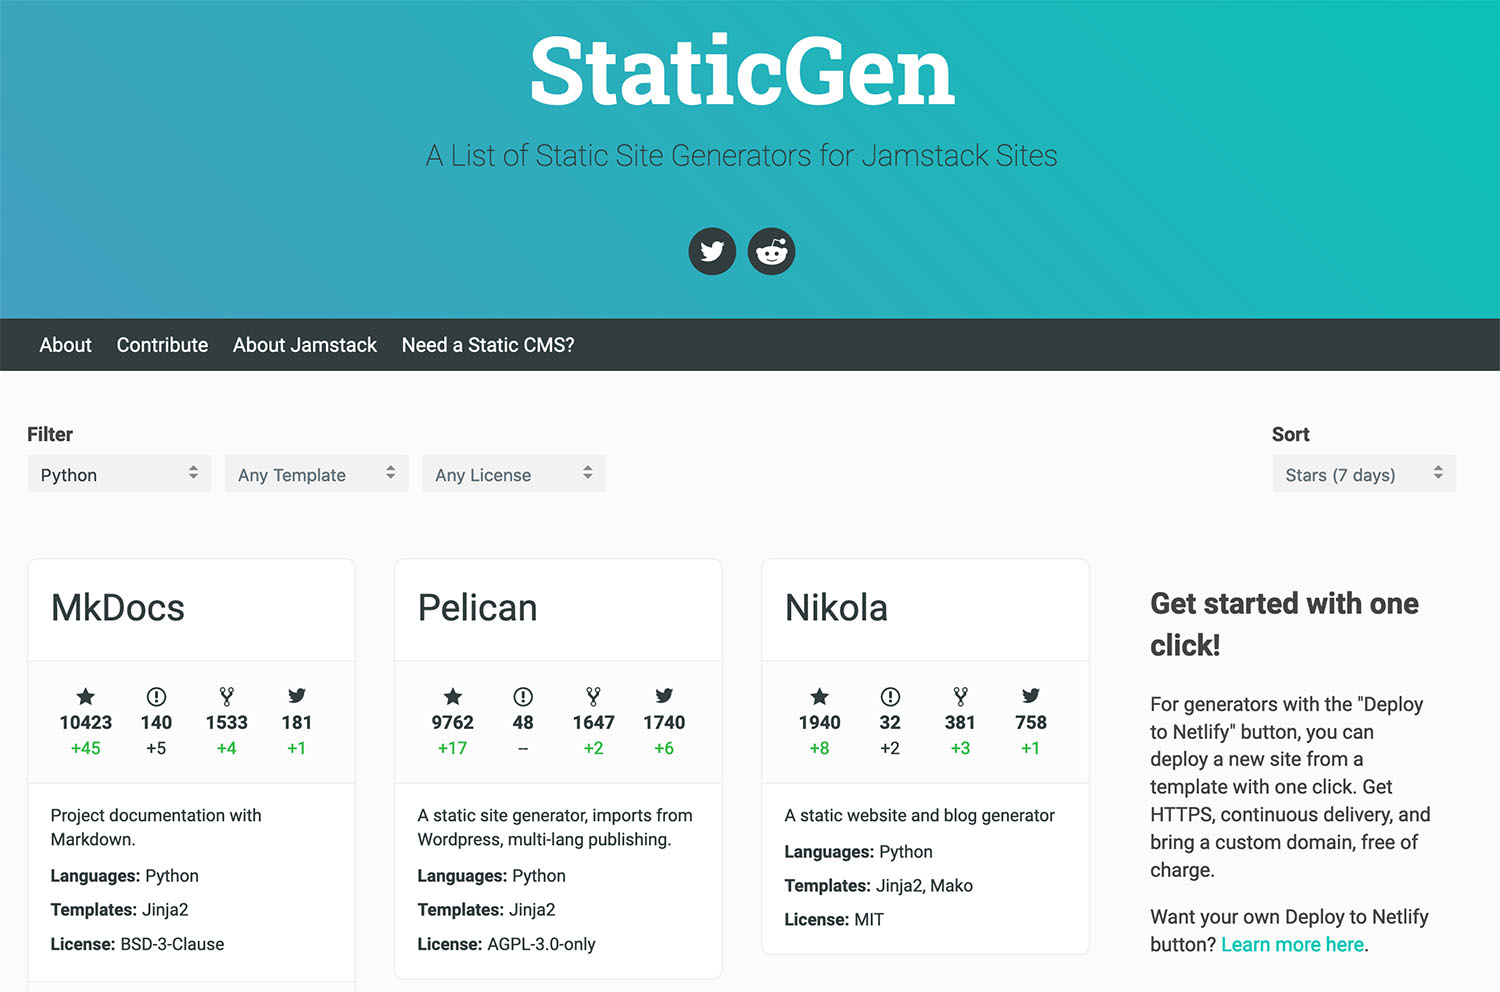 StaticGen
A List of Static Site Generators for Jamstack Sites
About Contribute About Jamstack Need a Static CMS?
Filter
Python Any Template Any License
Sort
Stars (7 days)
MkDocs
10423 140 1533 181
+45 +5 +4 +1
Project documentation with
Markdown.
Languages: Python
Templates: Jinja2
License: BSD-3-Clause
Pelican
9762 48 1647 1740
+17 -- +2 +6
A static site generator, imports from
Wordpress, multi-lang publishing.
Languages: Python
Templates: Jinja2
License: AGPL-3.0-only
Nikola
1940 32 381 758
+8 +2 +3 +1
A static website and blog generator
Languages: Python
Templates: Jinja2, Mako
License: MIT
Get started with one
click!
For generators with the "Deploy
to Netlify" button, you can
deploy a new site from a
template with one click. Get
HTTPS, continuous delivery, and
bring a custom domain, free of
charge.
Want your own Deploy to Netlify
button? Learn more here.